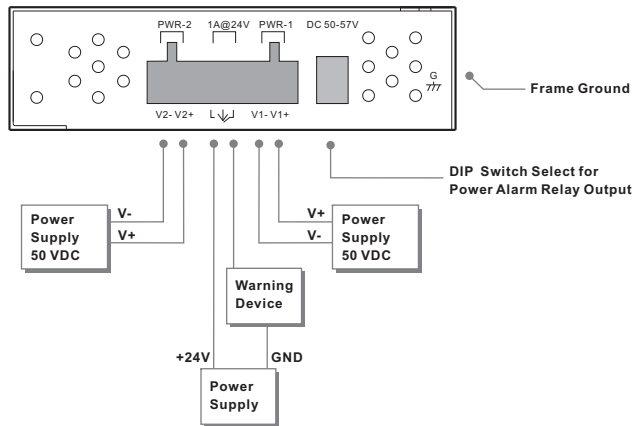 PWR-2 1A@24V PWR-1 DC 50-57V
G
Frame Ground
V2- V2+ L V1- V1+
DIP Switch Select for
Power Alarm Relay Output
Power
Supply
50 VDC
V-
V+
V+
V-
Power
Supply
50 VDC
Warning
Device
+24V
GND
Power
Supply